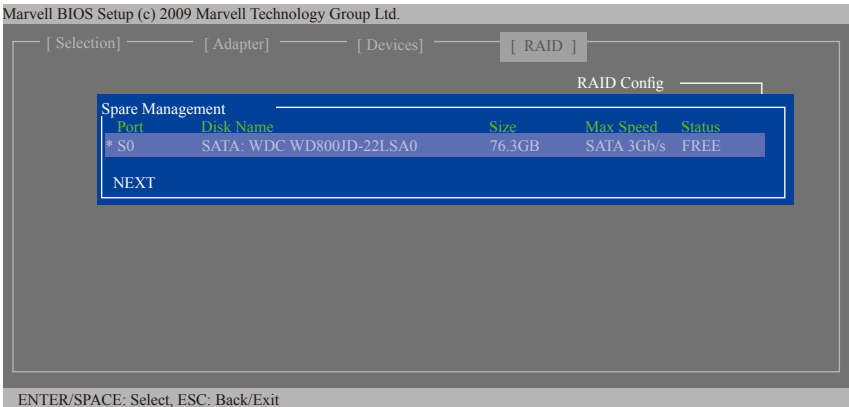 Marvell BIOS Setup (c) 2009 Marvell Technology Group Ltd.
[ Selection] [ Adapter] [ Devices] [ RAID ]
RAID Config
Spare Management
Port Disk Name Size Max Speed Status
* S0 SATA: WDC WD800JD-22LSA0 76.3GB SATA 3Gb/s FREE
NEXT
ENTER/SPACE: Select, ESC: Back/Exit